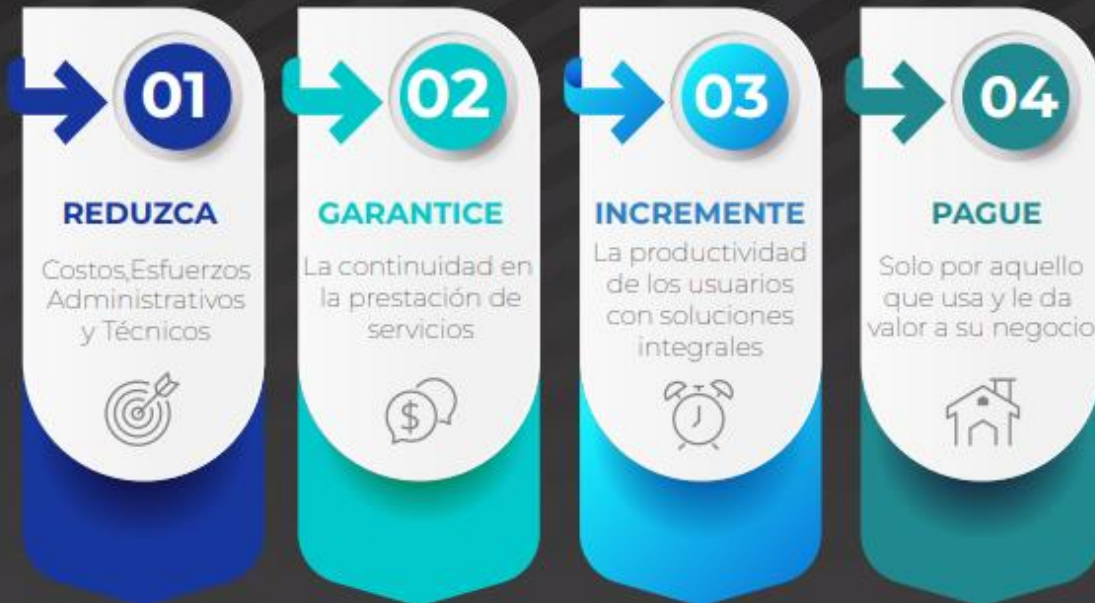 01
REDUZCA
Costos,Esfuerzos
Administrativos
y Técnicos
$
02
GARANTICE
La continuidad en
la prestación de
servicios
03
INCREMENTE
La productividad
de los usuarios
con soluciones
integrales
04
PAGUE
Solo por aquello
que usa y le da
valor a su negocio